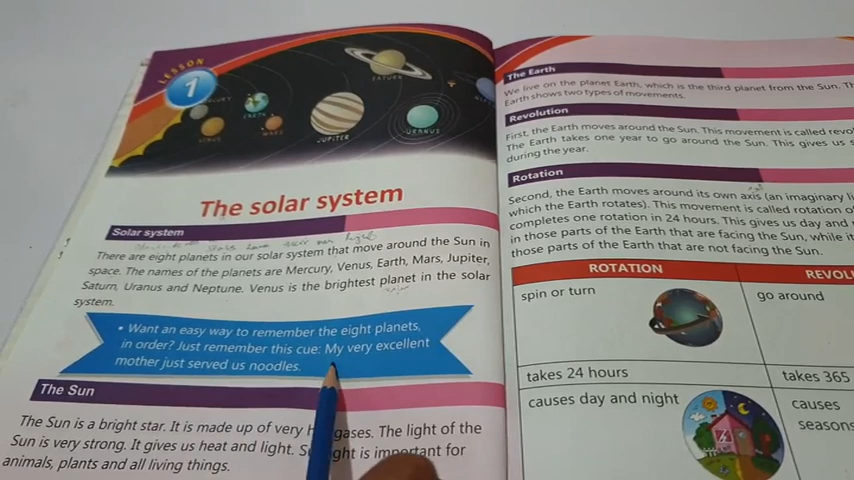 LESSON
1
SATURN
EARTH
MARS
JUPITER
URANUS
The solar system
Solar system
There are eight planets in our solar system that move around the Sun in
space. The names of the planets are Mercury, Venus, Earth, Mars, Jupiter,
Saturn, Uranus and Neptune. Venus is the brightest planet in the solar
system.
• Want an easy way to remember the eight planets,
in order? Just remember this cue: My very excellent
mother just served us noodles.
The Sun
The Sun is a bright star. It is made up of very gases. The light of the
Sun is very strong. It gives us heat and light. is important for
animals, plants and all living things.
The Earth
We live on the planet Earth, which is the third planet from the Sun.
Earth shows two types of movements.
Revolution
First, the Earth moves around the Sun. This movement is called
The Earth takes one year to go around the Sun. This gives us
during the year.
Rotation
Second, the Earth moves around its own axis (an imaginary
which the Earth rotates). This movement is called rotation
completes one rotation in 24 hours. This gives us day and
in those parts of the Earth that are facing the Sun, while
those parts of the Earth that are not facing the Sun.
ROTATION
spin or turn
go around
takes 24 hours
takes 365
causes day and night
causes
seasons